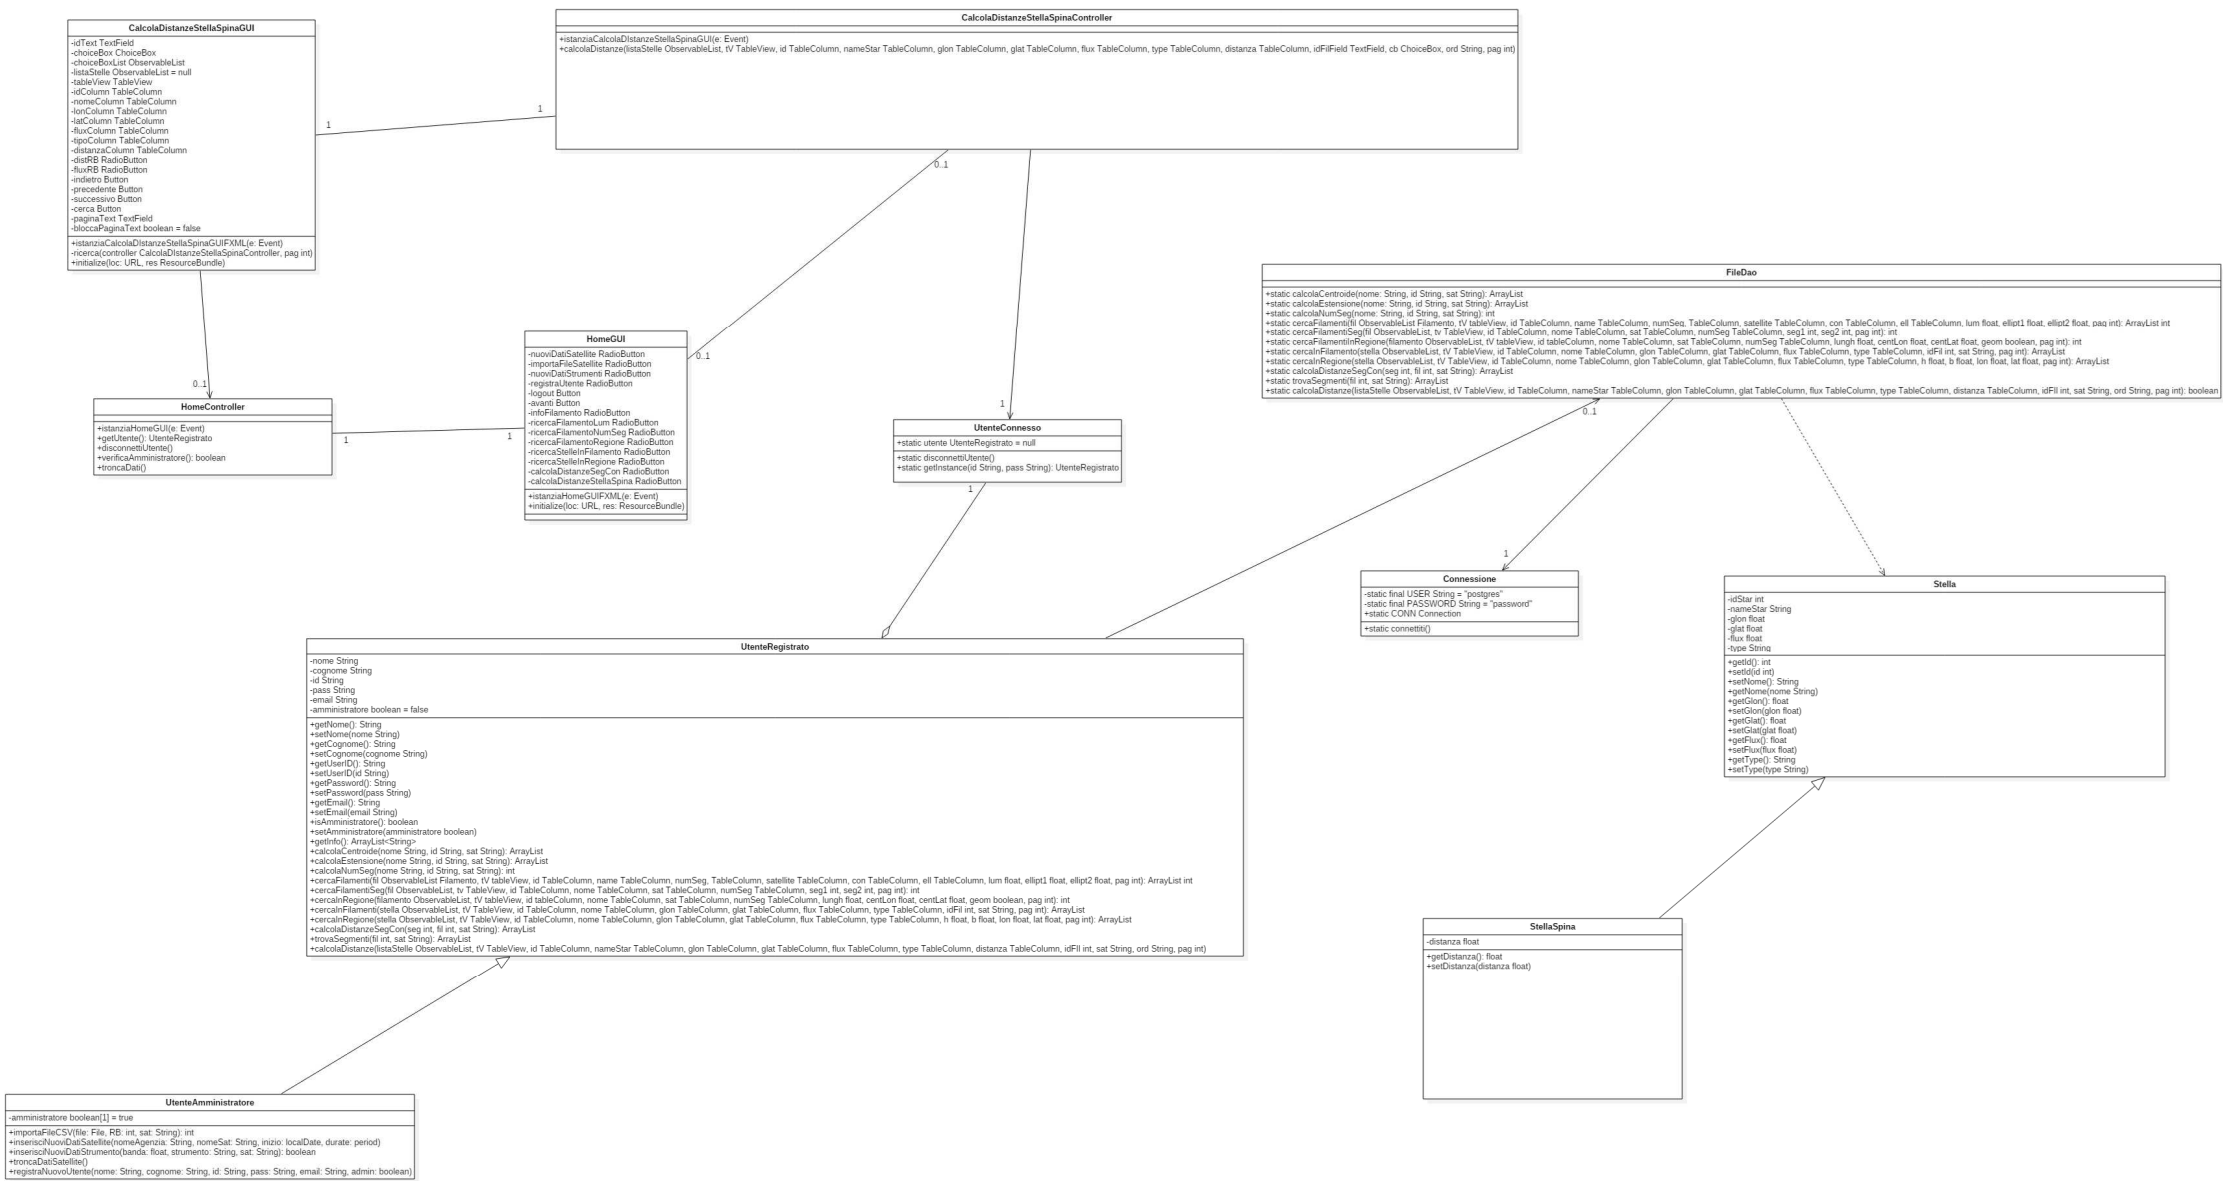 CalcolaDistanzeStellaSpinaGUI
-idText TextField
-choiceBox ChoiceBox
-choiceBoxList ObservableList
-listaStelle ObservableList = null
-tableView TableView
-idColumn TableColumn
-nomeColumn TableColumn
-lonColumn TableColumn
-latColumn TableColumn
-fluxColumn TableColumn
-tipoColumn TableColumn
-distanzaColumn TableColumn
-distRB RadioButton
-fluxRB RadioButton
-indietro Button
-precedente Button
-successivo Button
-cerca Button
-paginaText TextField
-bloccaPaginaText boolean = false
+istanziaCalcolaDIstanzeStellaSpinaGUIFXML(e: Event)
-ricerca(controller CalcolaDIstanzeStellaSpinaController, pag int)
+initialize(loc: URL, res ResourceBundle)
CalcolaDistanzeStellaSpinaController
+istanziaCalcolaDistanzeStellaSpinaGUI(e: Event)
+calcolaDistanze(listaStelle ObservableList, tV TableView, id TableColumn, nameStar TableColumn, glon TableColumn, glat TableColumn, flux TableColumn, type TableColumn, distanza TableColumn, idFilField TextField, cb ChoiceBox, ord String, pag int)
1
1
0..1
0..1
0..1
1
HomeController
+istanziaHomeGUI(e: Event)
+getUtente(): UtenteRegistrato
+disconnettiUtente()
+verificaAmministratore(): boolean
+troncaDati()
1
1
HomeGUI
-nuoviDatiSatellite RadioButton
-importaFileSatellite RadioButton
-nuoviDatiStrumenti RadioButton
-registraUtente RadioButton
-logout Button
-avanti Button
-infoFilamento RadioButton
-ricercaFilamentoLum RadioButton
-ricercaFilamentoNumSeg RadioButton
-ricercaFilamentoRegione RadioButton
-ricercaStelleInFilamento RadioButton
-ricercaStelleInRegione RadioButton
-calcolaDistanzeSegCon RadioButton
-calcolaDistanzeStellaSpina RadioButton
+istanziaHomeGUIFXML(e: Event)
+initialize(loc: URL, res: ResourceBundle)
UtenteConnesso
+static utente UtenteRegistrato = null
+static disconnettiUtente()
+static getInstance(id String, pass String): UtenteRegistrato
1
FileDao
+static calcolaCentroide(nome: String, id String, sat String): ArrayList
+static calcolaEstensione(nome: String, id String, sat String): ArrayList
+static calcolaNumSeg(nome: String, id String, sat String): int
+static cercaFilamenti(fil ObservableList Filamento, tV tableView, id TableColumn, name TableColumn, numSeg, TableColumn, satellite TableColumn, con TableColumn, ell TableColumn, lum float, ellipt1 float, ellipt2 float, pag int): ArrayList int
+static cercaFilamentiSeg(fil ObservableList, tv TableView, id TableColumn, nome TableColumn, sat TableColumn, numSeg TableColumn, seg1 int, seg2 int, pag int): int
+static cercaFilamentiInRegione(filamento ObservableList, tV tableView, id tableColumn, nome TableColumn, sat TableColumn, numSeg TableColumn, lungh float, centLon float, centLat float, geom boolean, pag int): int
+static cercaInFilamento(stella ObservableList, tV TableView, id TableColumn, nome TableColumn, glon TableColumn, glat TableColumn, flux TableColumn, type TableColumn, idFil int, sat String, pag int): ArrayList
+static cercaInRegione(stella ObservableList, tV TableView, id TableColumn, nome TableColumn, glon TableColumn, glat TableColumn, flux TableColumn, type TableColumn, h float, b float, lon float, lat float, pag int): ArrayList
+static calcolaDistanzeSegCon(seg int, fil int, sat String): ArrayList
+static trovaSegmenti(fil int, sat String): ArrayList
+static calcolaDistanze(listaStelle ObservableList, tV TableView, id TableColumn, nameStar TableColumn, glon TableColumn, glat TableColumn, flux TableColumn, type TableColumn, distanza TableColumn, idFIl int, sat String, ord String, pag int): boolean
0..1
1
Connessione
-static final USER String = "postgres"
-static final PASSWORD String = "password"
+static CONN Connection
+static connettiti()
Stella
-idStar int
-nameStar String
-glon float
-glat float
-flux float
-type String
+getId(): int
+setId(id int)
+setNome(): String
+getNome(nome String)
+getGlon(): float
+setGlon(glon float)
+getGlat(): float
+setGlat(glat float)
+getFlux(): float
+setFlux(flux float)
+getType(): String
+setType(type String)
UtenteRegistrato
-nome String
-cognome String
-id String
-pass String
-email String
-amministratore boolean = false
+getNome(): String
+setNome(nome String)
+getCognome(): String
+setCognome(cognome String)
+getUserID(): String
+setUserID(id String)
+getPassword(): String
+setPassword(pass String)
+getEmail(): String
+setEmail(email String)
+isAmministratore(): boolean
+setAmministratore(amministratore boolean)
+getInfo(): ArrayList<String>
+calcolaCentroide(nome String, id String, sat String): ArrayList
+calcolaEstensione(nome String, id String, sat String): ArrayList
+calcolaNumSeg(nome String, id String, sat String): int
+cercaFilamenti(fil ObservableList Filamento, tV tableView, id TableColumn, name TableColumn, numSeg, TableColumn, satellite TableColumn, con TableColumn, ell TableColumn, lum float, ellipt1 float, ellipt2 float, pag int): ArrayList int
+cercaFilamentiSeg(fil ObservableList, tv TableView, id TableColumn, nome TableColumn, sat TableColumn, numSeg TableColumn, seg1 int, seg2 int, pag int): int
+cercaInRegione(filamento ObservableList, tV tableView, id tableColumn, nome TableColumn, sat TableColumn, numSeg TableColumn, lungh float, centLon float, centLat float, geom boolean, pag int): int
+cercaInFilamenti(stella ObservableList, tV TableView, id TableColumn, nome TableColumn, glon TableColumn, glat TableColumn, flux TableColumn, type TableColumn, idFil int, sat String, pag int): ArrayList
+cercaInRegione(stella ObservableList, tV TableView, id TableColumn, nome TableColumn, glon TableColumn, glat TableColumn, flux TableColumn, type TableColumn, h float, b float, lon float, lat float, pag int): ArrayList
+calcolaDistanzeSegCon(seg int, fil int, sat String): ArrayList
+trovaSegmenti(fil int, sat String): ArrayList
+calcolaDistanze(listaStelle ObservableList, tV TableView, id TableColumn, nameStar TableColumn, glon TableColumn, glat TableColumn, flux TableColumn, type TableColumn, distanza TableColumn, idFIl int, sat String, ord String, pag int)
StellaSpina
-distanza float
+getDistanza(): float
+setDistanza(distanza float)
UtenteAmministratore
-amministratore boolean[1] = true
+importaFileCSV(file: File, RB: int, sat: String): int
+inserisciNuoviDatiSatellite(nomeAgenzia: String, nomeSat: String, inizio: localDate, durate: period)
+inserisciNuoviDatiStrumento(banda: float, strumento: String, sat: String): boolean
+troncaDatiSatellite()
+registraNuovoUtente(nome: String, cognome: String, id: String, pass: String, email: String, admin: boolean)